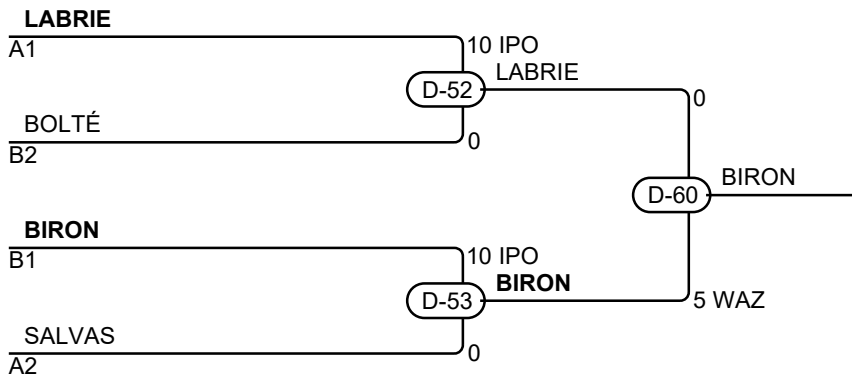 LABRIE
A1
10 IPO
LABRIE
D-52
0
BOLTÉ
B2
0
BIRON
D-60
BIRON
B1
10 IPO
BIRON
D-53
5 WAZ
SALVAS
A2
0